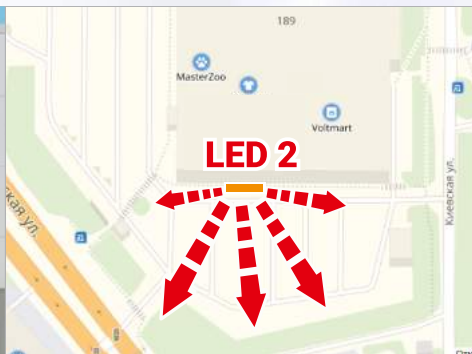 189
MasterZoo
Voltmart
LED 2
Киевская ул.
ская ул.